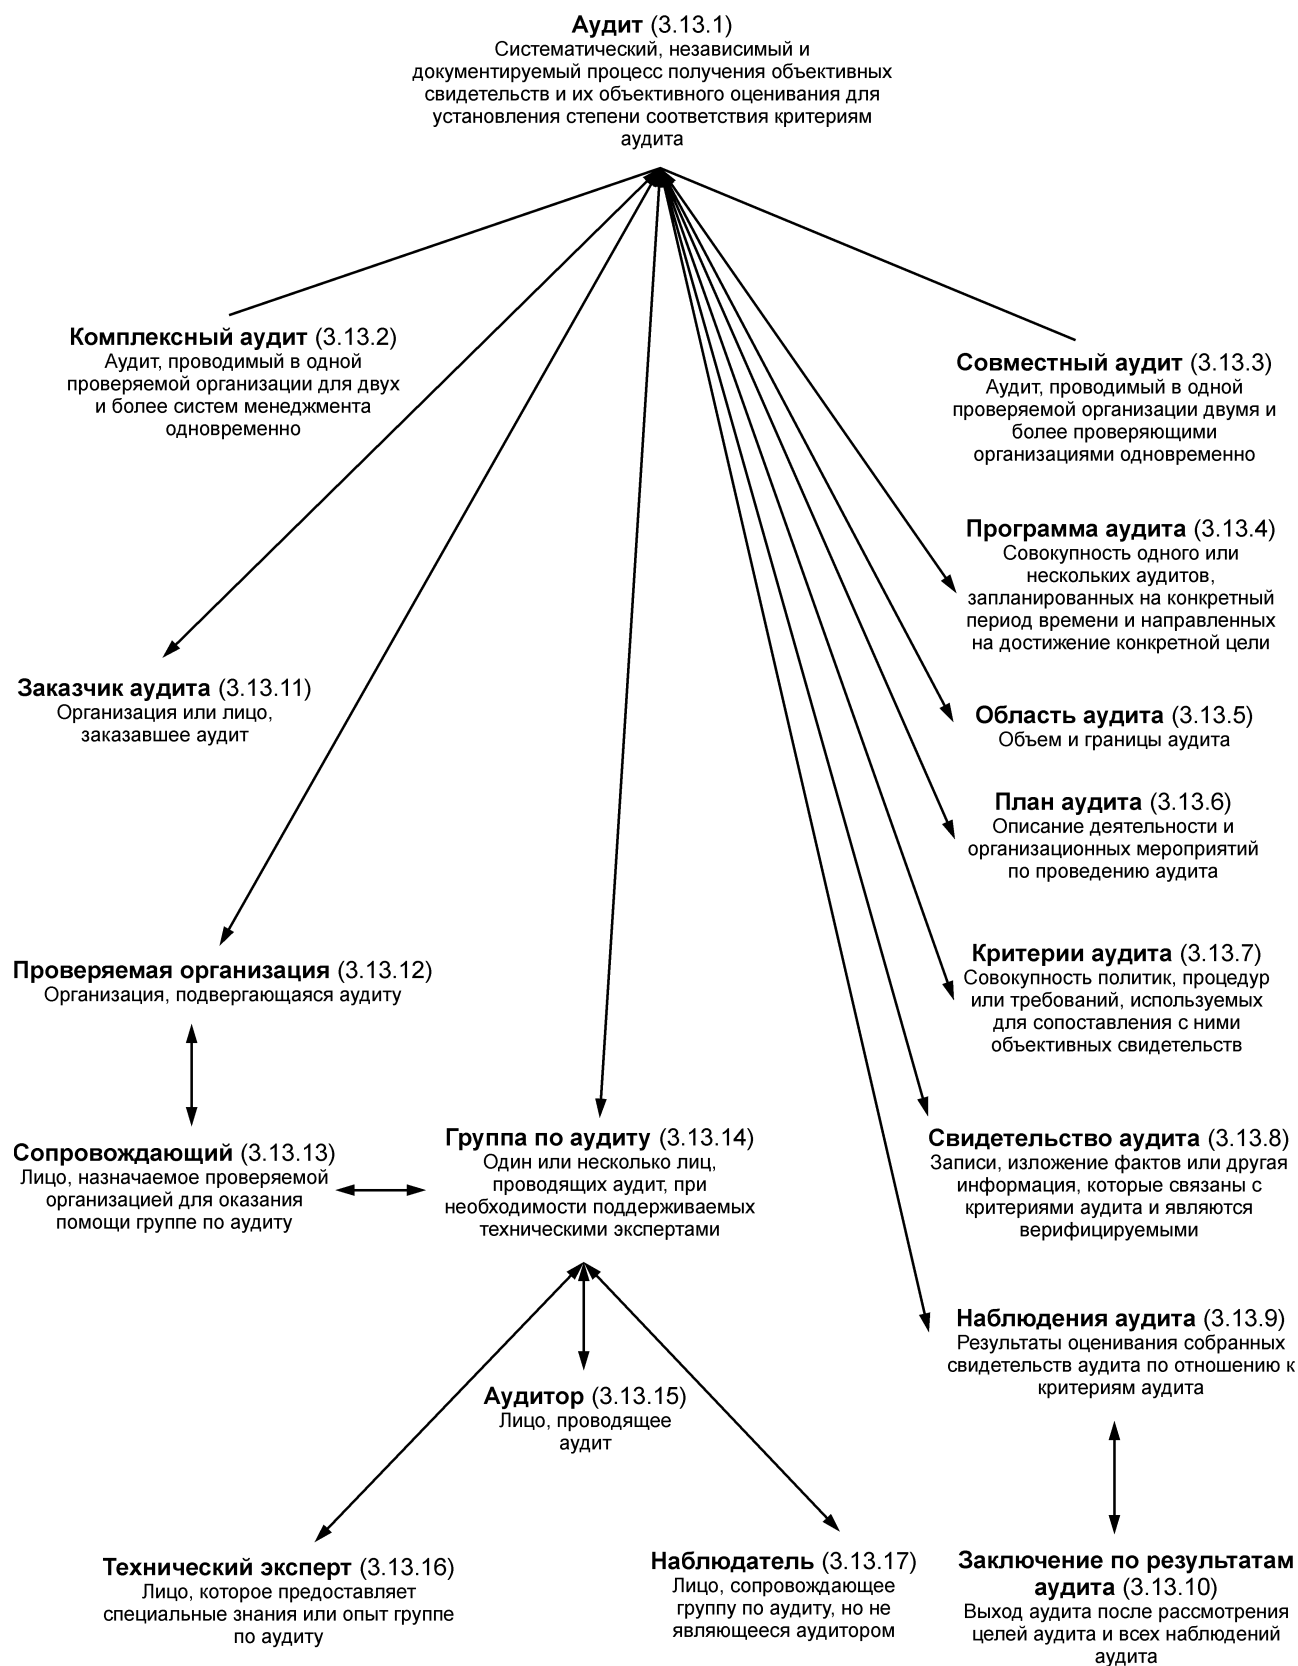 Аудит (3.13.1)
Систематический, независимый и
документируемый процесс получения объективных
свидетельств и их объективного оценивания для
установления степени соответствия критериям
аудита
Комплексный аудит (3.13.2)
Аудит, проводимый в одной
проверяемой организации для двух
и более систем менеджмента
одновременно
Совместный аудит (3.13.3)
Аудит, проводимый в одной
проверяемой организации двумя и
более проверяющими
организациями одновременно
Программа аудита (3.13.4)
Совокупность одного или
нескольких аудитов,
запланированных на конкретный
период времени и направленных
на достижение конкретной цели
Заказчик аудита (3.13.11)
Организация или лицо,
заказавшее аудит
Область аудита (3.13.5)
Объем и границы аудита
План аудита (3.13.6)
Описание деятельности и
организационных мероприятий
по проведению аудита
Проверяемая организация (3.13.12)
Организация, подвергающаяся аудиту
Критерии аудита (3.13.7)
Совокупность политик, процедур
или требований, используемых
для сопоставления с ними
объективных свидетельств
Сопровождающий (3.13.13)
Лицо, назначаемое проверяемой
организацией для оказания
помощи группе по аудиту
Группа по аудиту (3.13.14)
Один или несколько лиц,
проводящих аудит, при
необходимости поддерживаемых
техническими экспертами
Свидетельство аудита (3.13.8)
Записи, изложение фактов или другая
информация, которые связаны с
критериями аудита и являются
верифицируемыми
Наблюдения аудита (3.13.9)
Результаты оценивания собранных
свидетельств аудита по отношению к
критериям аудита
Аудитор (3.13.15)
Лицо, проводящее
аудит
Технический эксперт (3.13.16)
Лицо, которое предоставляет
специальные знания или опыт группе
по аудиту
Наблюдатель (3.13.17)
Лицо, сопровождающее
группу по аудиту, но не
являющееся аудитором
Заключение по результатам
аудита (3.13.10)
Выход аудита после рассмотрения
целей аудита и всех наблюдений
аудита